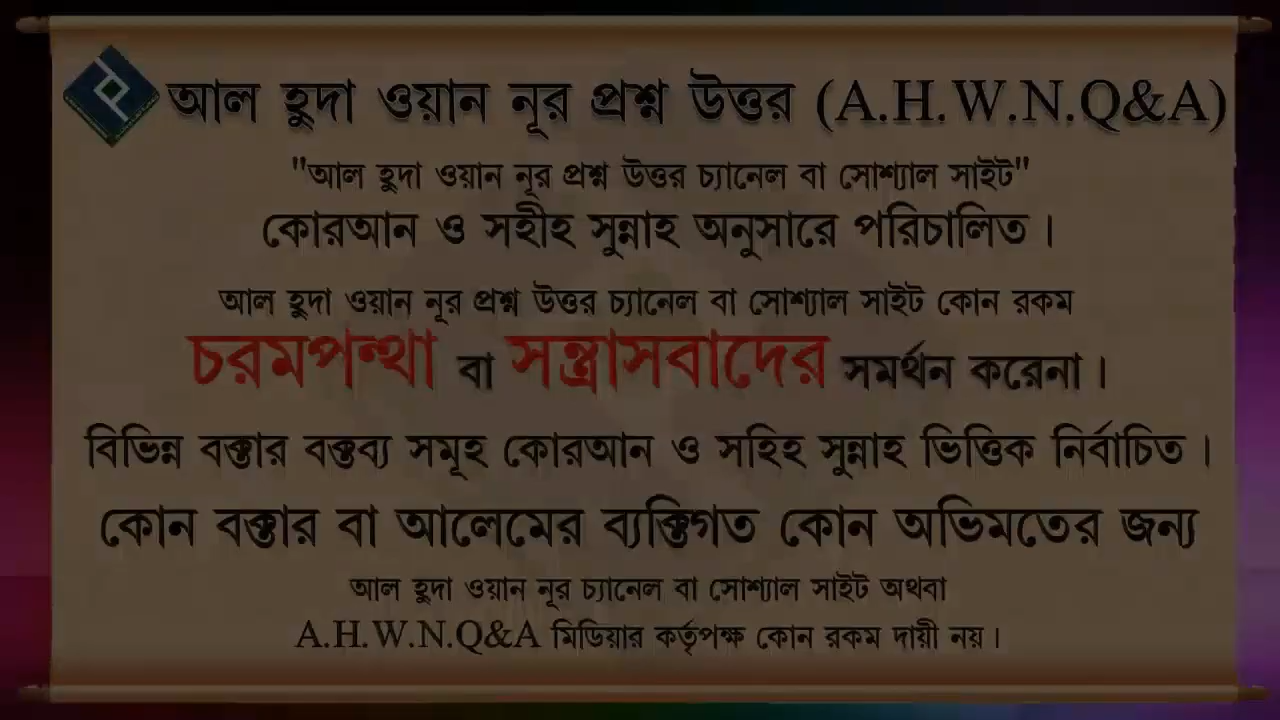 আল হুদা ওয়ান নূর প্রশ্ন উত্তর (A.H.W.N.Q&A)
"আল হুদা ওয়ান নূর প্রশ্ন উত্তর চ্যানেল বা সোশ্যাল সাইট"
কোরআন ও সহীহ সুন্নাহ অনুসারে পরিচালিত।
আল হুদা ওয়ান নূর প্রশ্ন উত্তর চ্যানেল বা সোশ্যাল সাইট কোন রকম
চরমপন্থা বা সন্ত্রাসবাদের সমর্থন করেনা।
বিভিন্ন বক্তার বক্তব্য সমূহ কোরআন ও সহিহ সুন্নাহ ভিত্তিক নির্বাচিত।
কোন বক্তার বা আলেমের ব্যক্তিগত কোন অভিমতের জন্য
আল হুদা ওয়ান নূর চ্যানেল বা সোশ্যাল সাইট অথবা
A.H.W.N.Q&A মিডিয়ার কর্তৃপক্ষ কোন রকম দায়ী নয়।